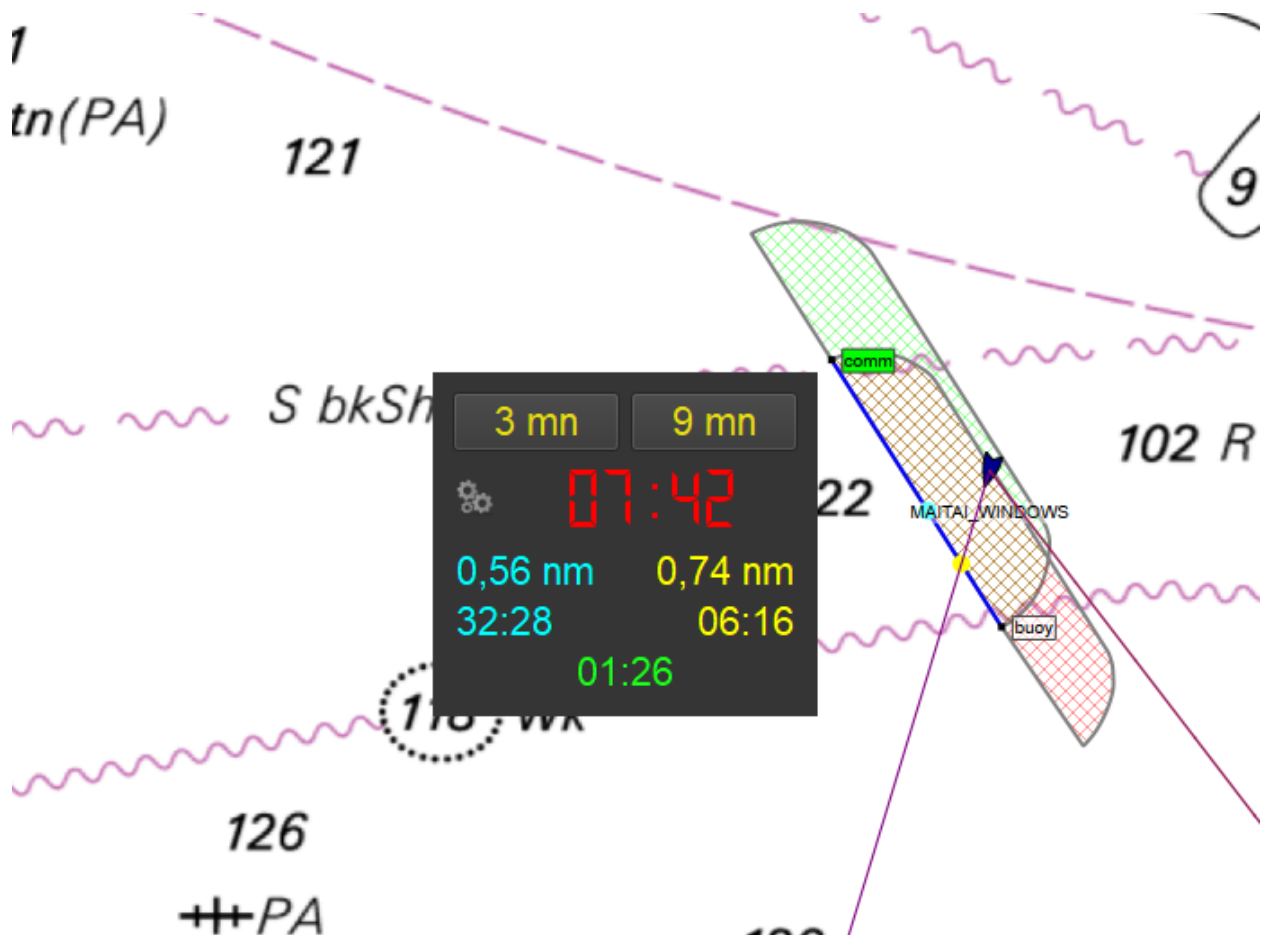 tn(PA)
121
9
comm
S bkSh
3 mn
9 mn
102 R
07:42
22
MAITAI_WINDOWS
0,56 nm
0,74 nm
32:28
06:16
buoy
01:26
118 Wk
126
PA